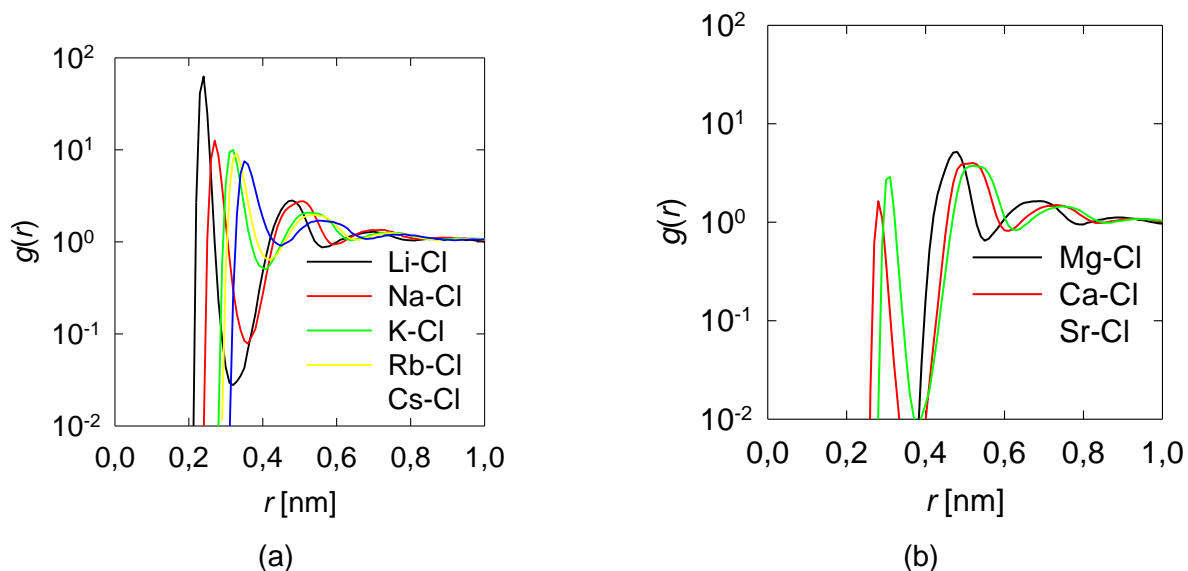 10²
10¹
10⁰
10⁻¹
10⁻²
g(r)
Li-Cl
Na-Cl
K-Cl
Rb-Cl
Cs-Cl
0,0 0,2 0,4 0,6 0,8 1,0
r [nm]
(a)
10²
10¹
10⁰
10⁻¹
10⁻²
g(r)
Mg-Cl
Ca-Cl
Sr-Cl
0,0 0,2 0,4 0,6 0,8 1,0
r [nm]
(b)